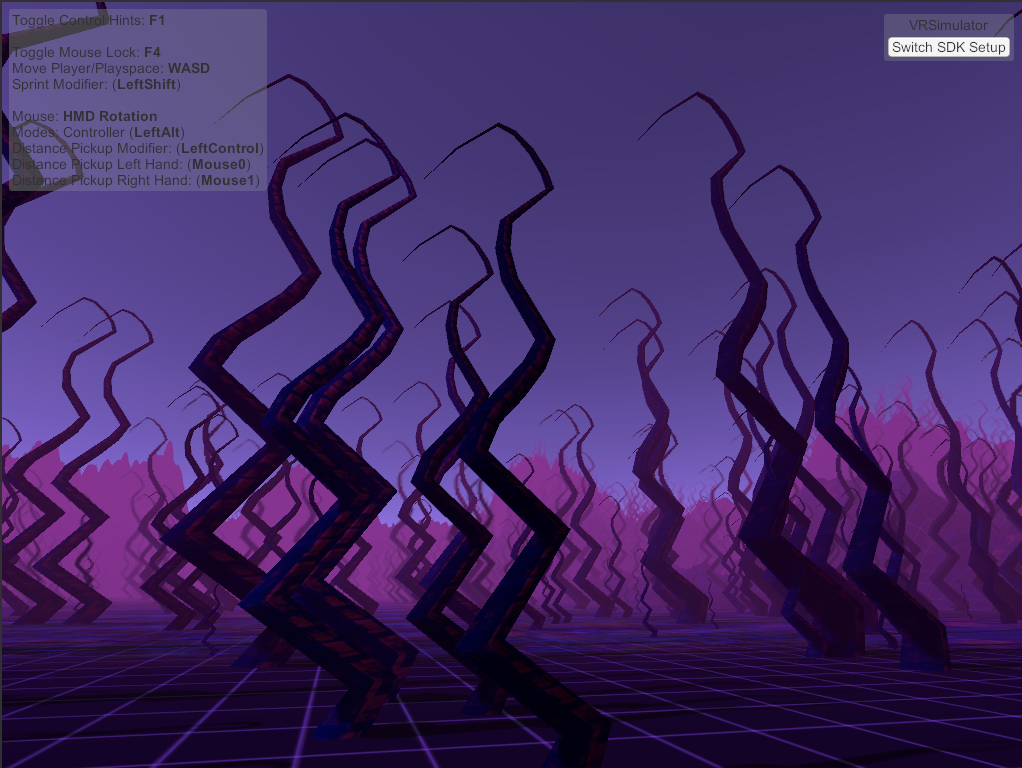 Toggle Control Hints: F1
Toggle Mouse Lock: F4
Move Player/Playspace: WASD
Sprint Modifier: (LeftShift)
Mouse: HMD Rotation
Modes: Controller (LeftAlt)
Distance Pickup Modifier: (LeftControl)
Distance Pickup Left Hand: (Mouse0)
Distance Pickup Right Hand: (Mouse1)
VRSimulator
Switch SDK Setup